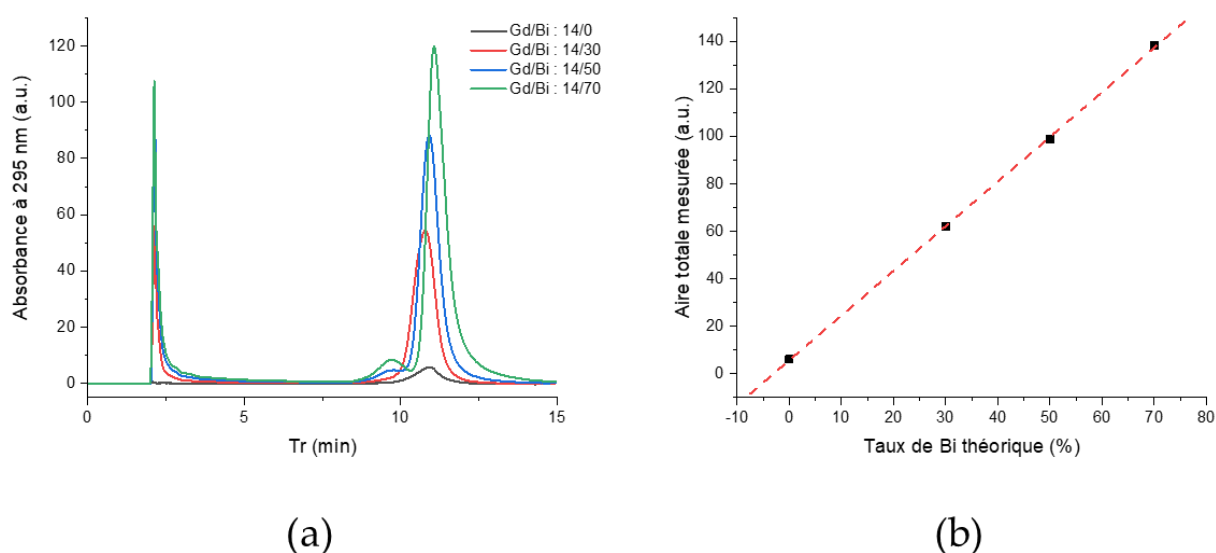 Absorbance à 295 nm (a.u.)
120
100
80
60
40
20
0
0
5
10
15
Tr (min)
Gd/Bi : 14/0
Gd/Bi : 14/30
Gd/Bi : 14/50
Gd/Bi : 14/70
(a)
Aire totale mesurée (a.u.)
140
120
100
80
60
40
20
0
-10
0
10
20
30
40
50
60
70
80
Taux de Bi théorique (%)
(b)